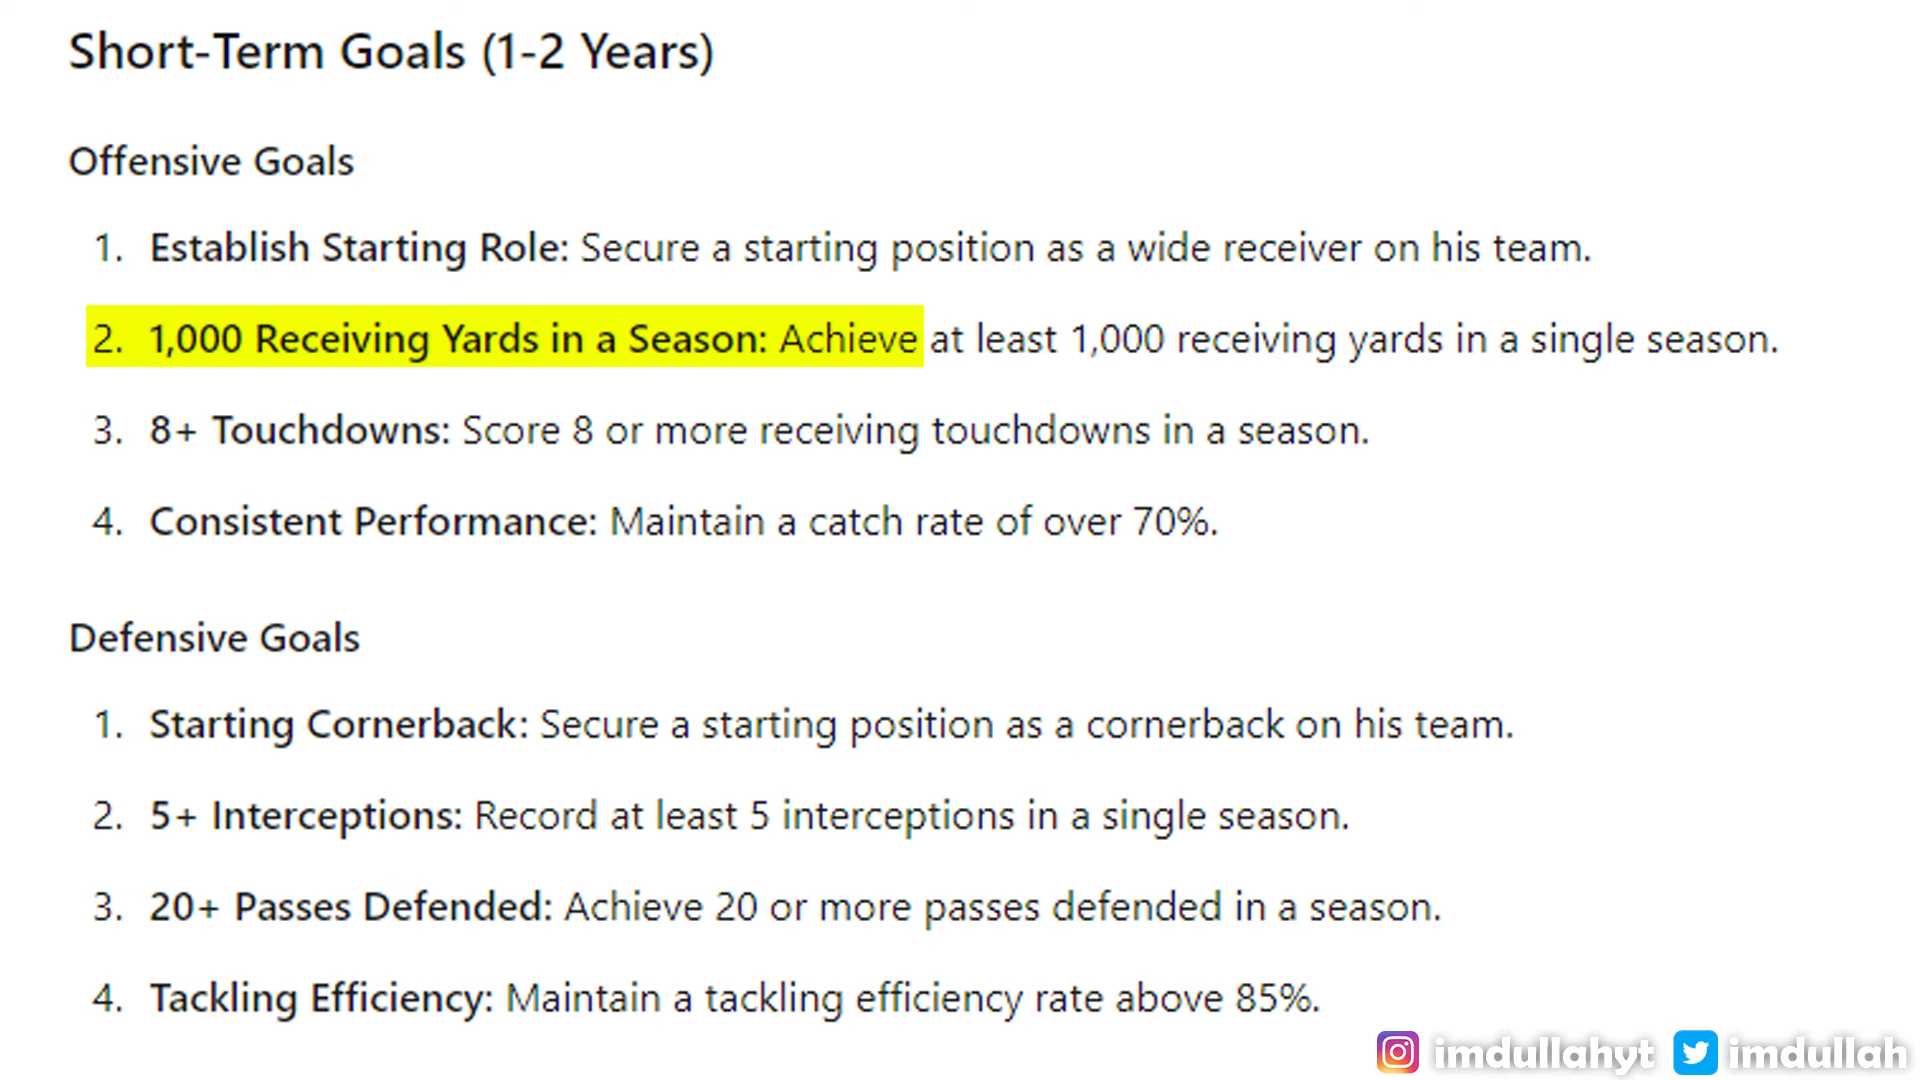 Short-Term Goals (1-2 Years)
Offensive Goals
1. Establish Starting Role: Secure a starting position as a wide receiver on his team.
2. 1,000 Receiving Yards in a Season: Achieve at least 1,000 receiving yards in a single season.
3. 8+ Touchdowns: Score 8 or more receiving touchdowns in a season.
4. Consistent Performance: Maintain a catch rate of over 70%.
Defensive Goals
1. Starting Cornerback: Secure a starting position as a cornerback on his team.
2. 5+ Interceptions: Record at least 5 interceptions in a single season.
3. 20+ Passes Defended: Achieve 20 or more passes defended in a season.
4. Tackling Efficiency: Maintain a tackling efficiency rate above 85%.
imdullahyt imdullah